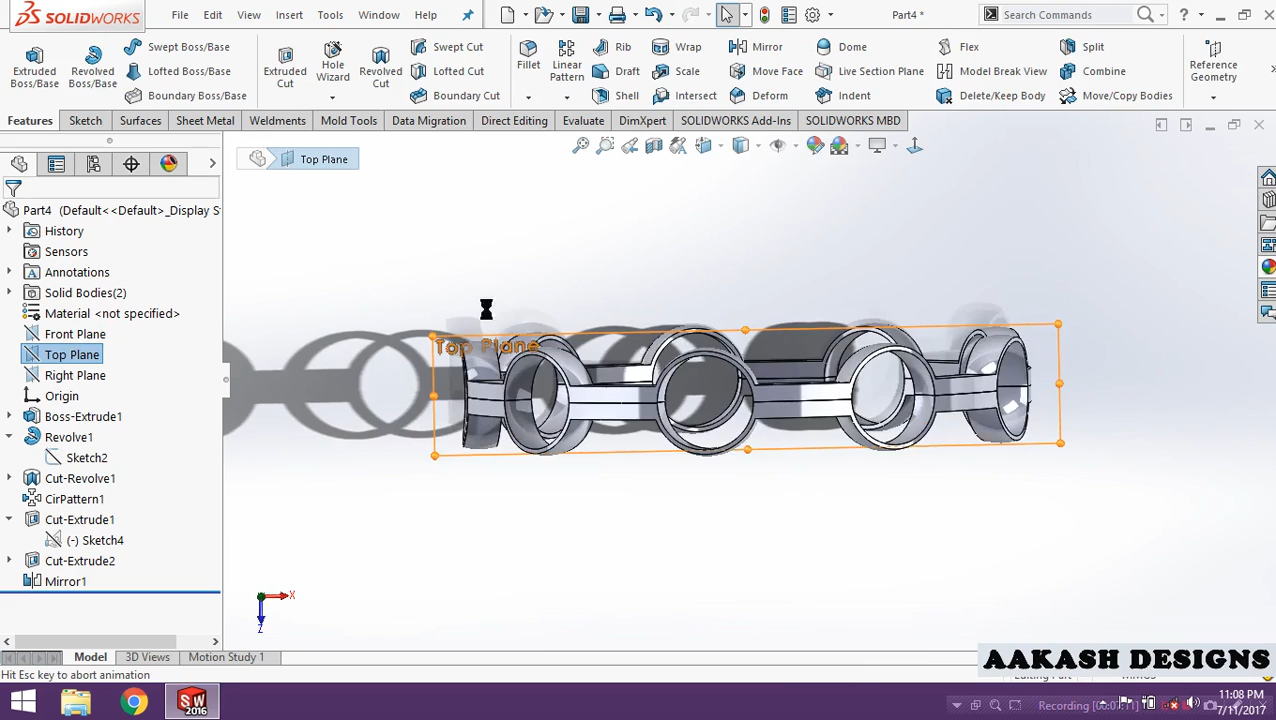 SOLIDWORKS File Edit View Insert Tools Window Help Part4 * Search Commands ?
Extruded Boss/Base Revolved Boss/Base Swept Boss/Base Lofted Boss/Base Boundary Boss/Base Extruded Cut Hole Wizard Revolved Cut Swept Cut Lofted Cut Boundary Cut Fillet Linear Pattern Rib Draft Shell Wrap Scale Intersect Mirror Move Face Deform Dome Live Section Plane Indent Flex Model Break View Delete/Keep Body Split Combine Move/Copy Bodies Reference Geometry
Features Sketch Surfaces Sheet Metal Weldments Mold Tools Data Migration Direct Editing Evaluate DimXpert SOLIDWORKS Add-Ins SOLIDWORKS MBD
Top Plane
Part4 (Default<<Default>_Display S
History
Sensors
Annotations
Solid Bodies(2)
Material <not specified>
Front Plane
Top Plane
Top Plane
Right Plane
Origin
Boss-Extrude1
Revolve1
Sketch2
Cut-Revolve1
CirPattern1
Cut-Extrude1
(-) Sketch4
Cut-Extrude2
Mirror1
X
Z
Model 3D Views Motion Study 1
AAKASH DESIGNS
Hit Esc key to abort animation
SW 2016
Recording [00:07:11]
11:08 PM
7/11/2017